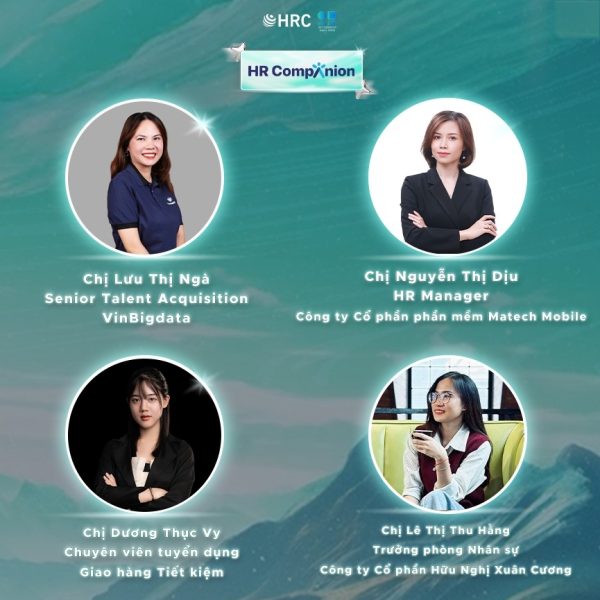 HRC
HR Companion
Chị Lưu Thị Ngà
Senior Talent Acquisition
VinBigdata
Chị Nguyễn Thị Dịu
HR Manager
Công ty Cổ phần phần mềm Matech Mobile
Chị Dương Thục Vy
Chuyên viên tuyển dụng
Giao hàng Tiết kiệm
Chị Lê Thị Thu Hằng
Trưởng phòng Nhân sự
Công ty Cổ phần Hữu Nghị Xuân Cương